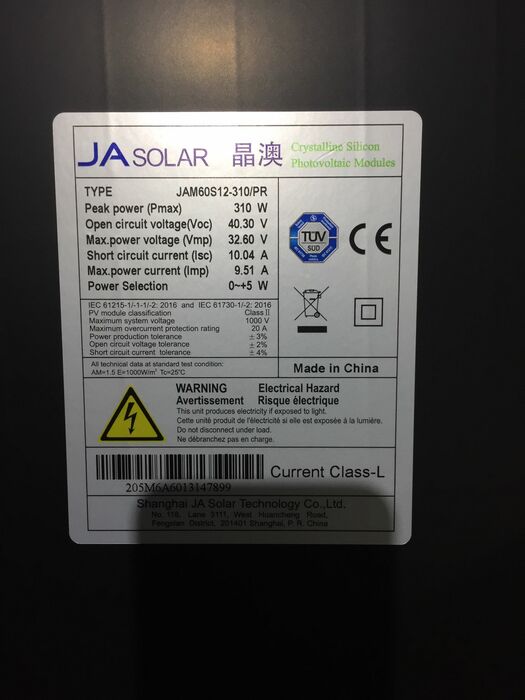 JA SOLAR 晶澳
Crystalline Silicon
Photovoltaic Modules
TYPE JAM60S12-310/PR
Peak power (Pmax) 310 W
Open circuit voltage(Voc) 40.30 V
Max.power voltage (Vmp) 32.60 V
Short circuit current (Isc) 10.04 A
Max.power current (Imp) 9.51 A
Power Selection 0~+5 W
IEC 61215-1/-1-1/-2: 2016 and IEC 61730-1/-2: 2016
PV module classification Class II
Maximum system voltage 1000 V
Maximum overcurrent protection rating 20 A
Power production tolerance ± 3%
Open circuit voltage tolerance ± 2%
Short circuit current tolerance ± 4%
All technical data at standard test condition:
AM=1.5 E=1000W/m² Tc=25℃
TÜV
SÜD
CE
Made in China
WARNING Electrical Hazard
Avertissement Risque électrique
This unit produces electricity if exposed to light.
Cette unité produit de l'électricité si elle est exposée à la lumière.
Do not disconnect under load.
Ne débranchez pas en charge.
205M6A6013147899
Current Class-L
Shanghai JA Solar Technology Co.,Ltd.
No. 118, Lane 3111, West Huancheng Road,
Fengxian District, 201401 Shanghai, P. R. China